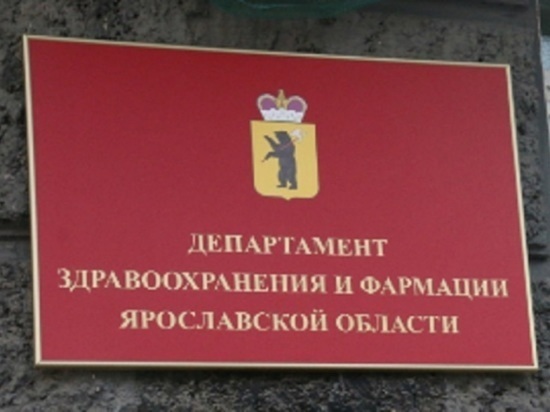 ДЕПАРТАМЕНТ
ЗДРАВООХРАНЕНИЯ И ФАРМАЦИИ
ЯРОСЛАВСКОЙ ОБЛАСТИ